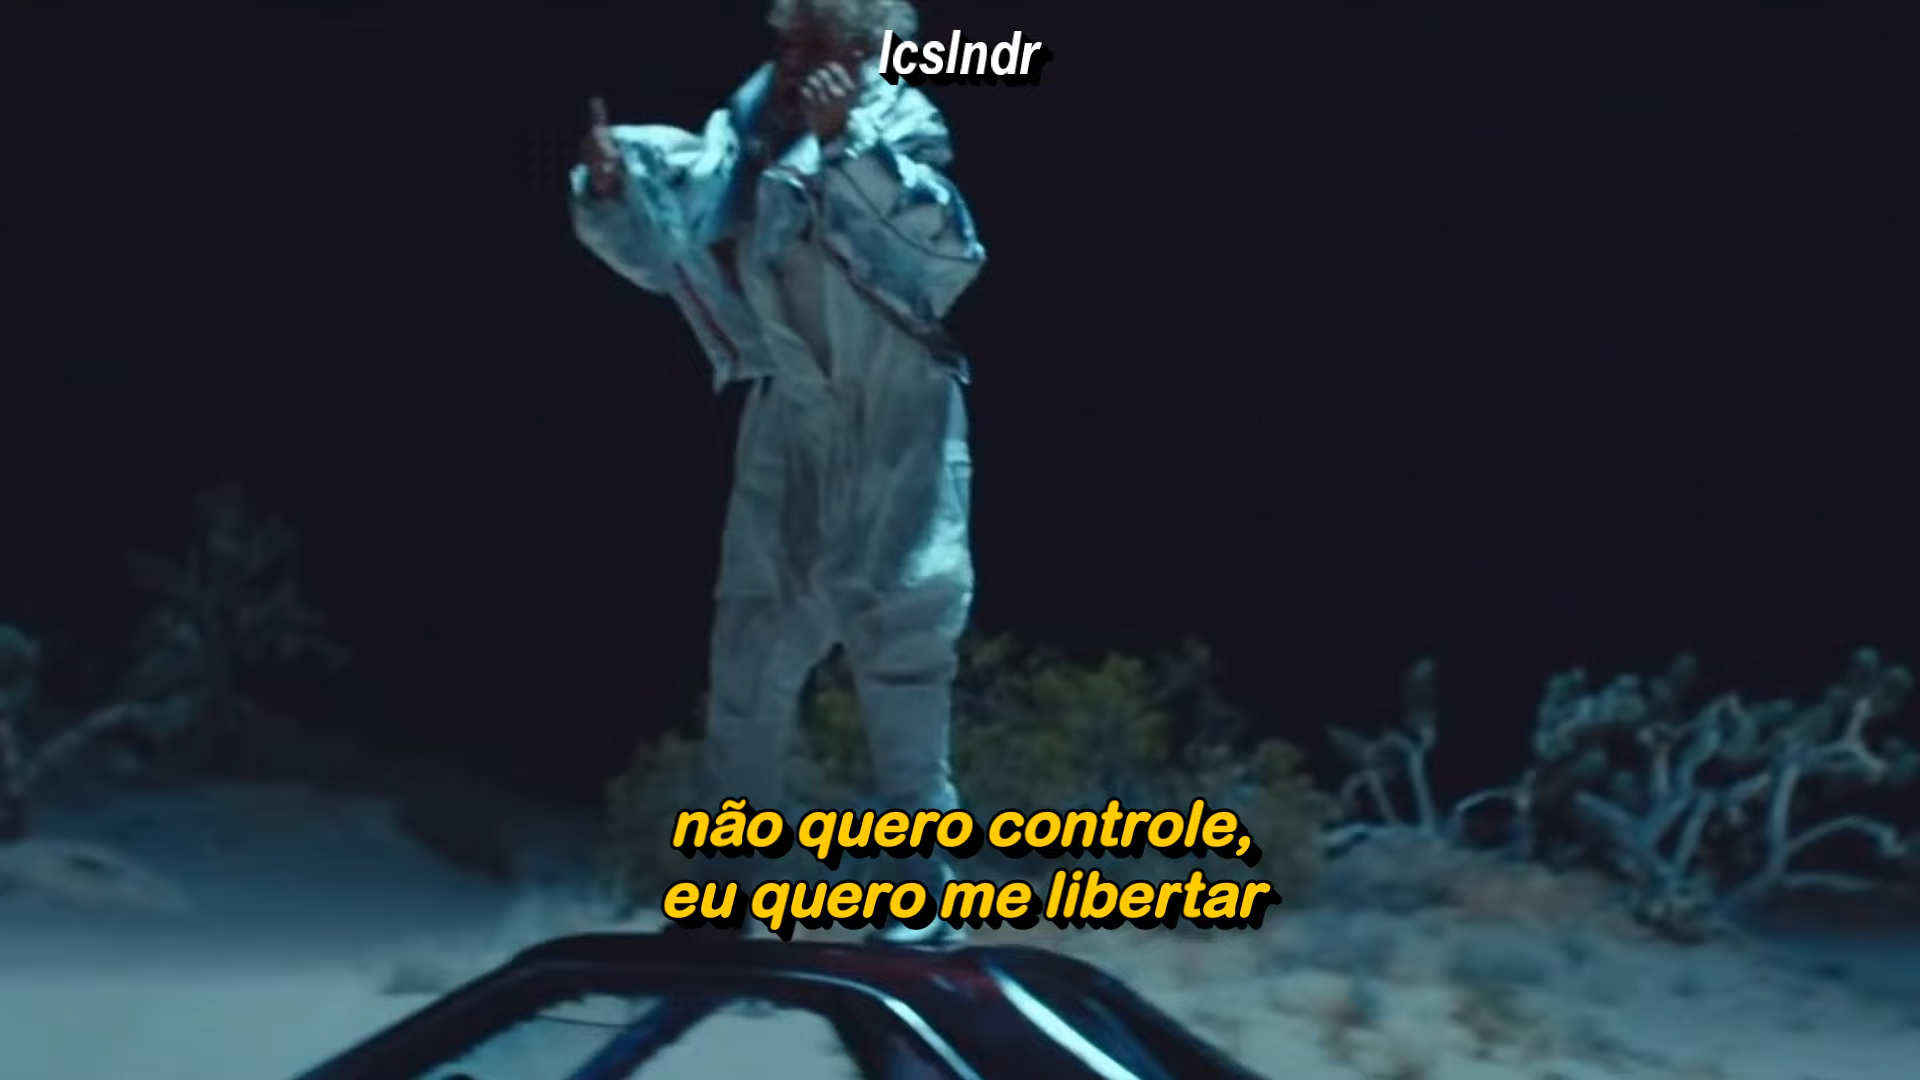 lcslndr
não quero controle,
eu quero me libertar